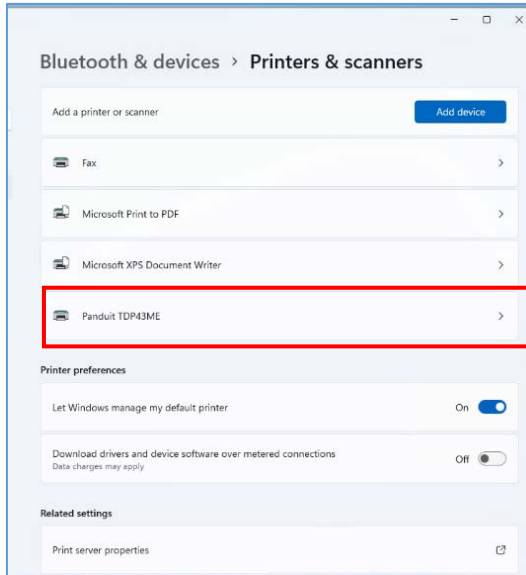 Bluetooth & devices > Printers & scanners
Add a printer or scanner Add device
Fax
Microsoft Print to PDF
Microsoft XPS Document Writer
Panduit TDP43ME
Printer preferences
Let Windows manage my default printer On
Download drivers and device software over metered connections Off
Data charges may apply
Related settings
Print server properties